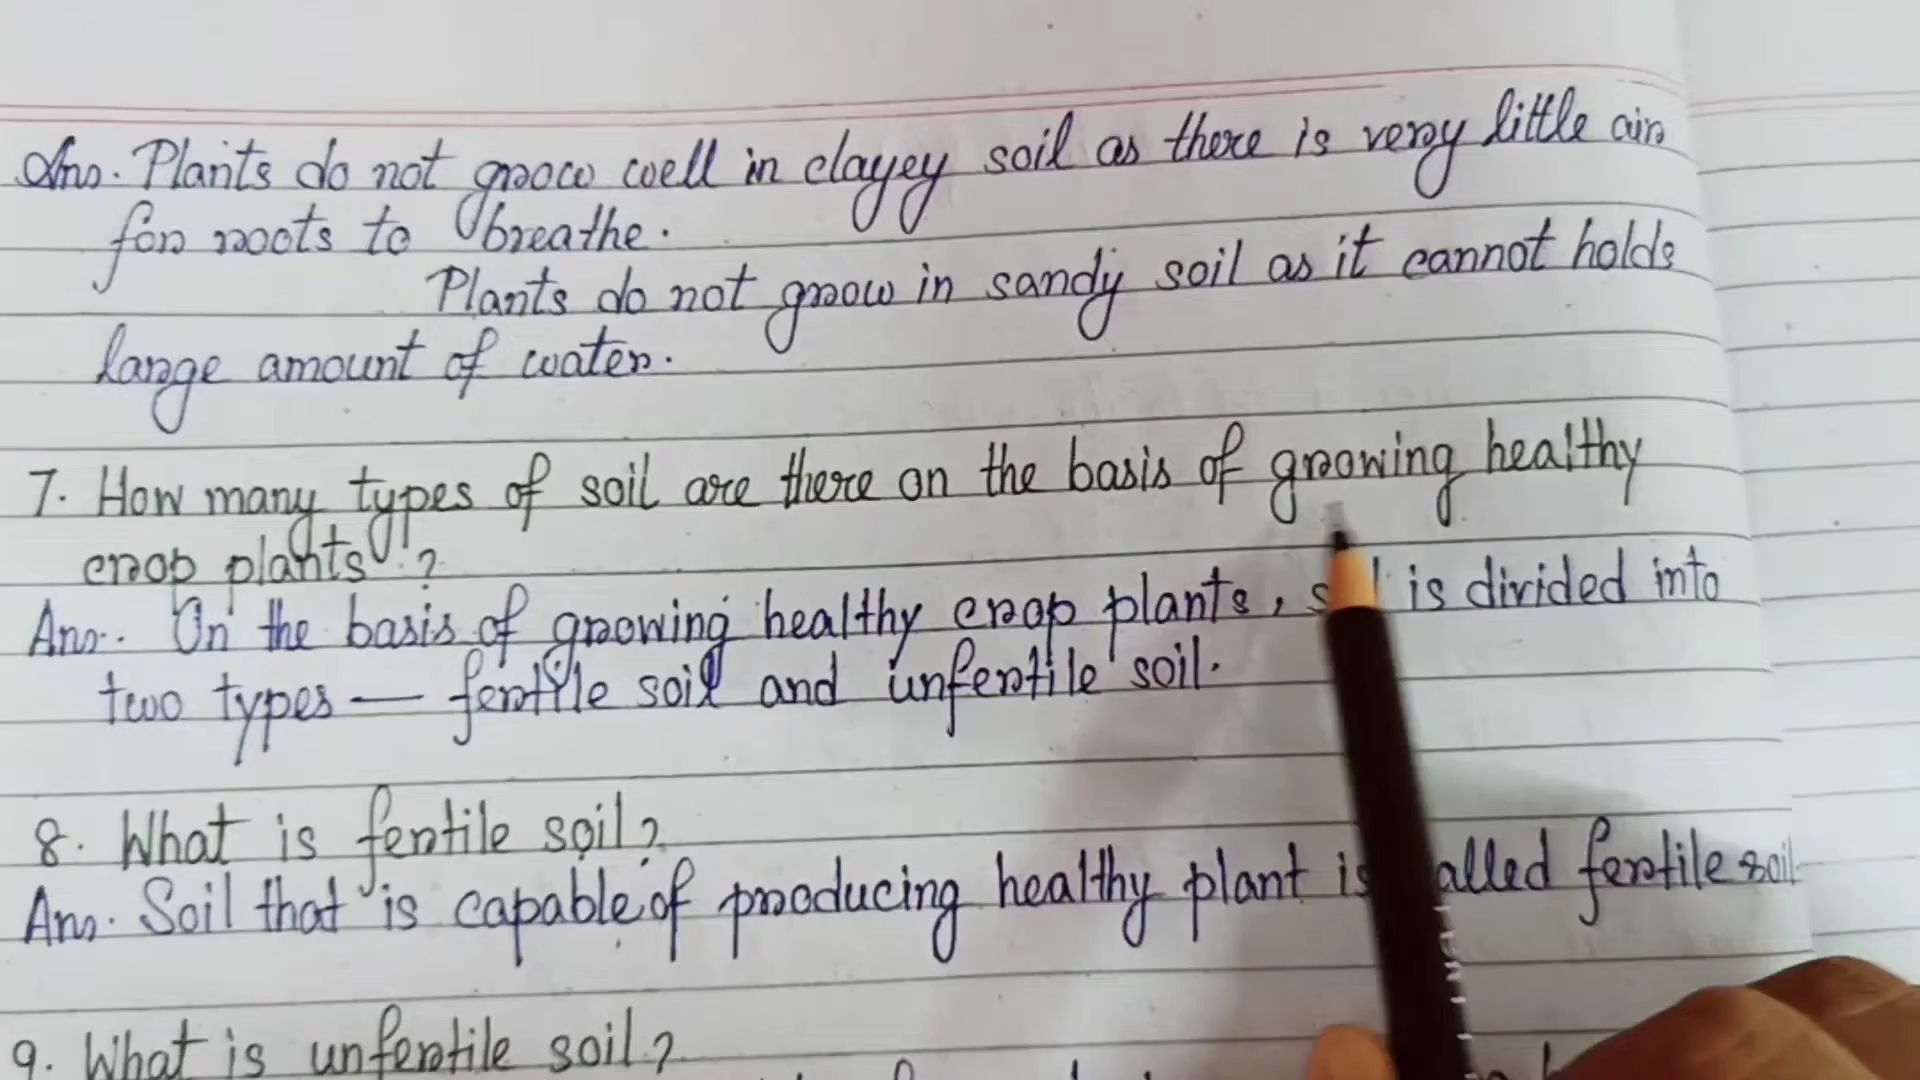 Ans. Plants do not grow well in clayey soil as there is very little air
for roots to breathe.
Plants do not grow in sandy soil as it cannot holds
large amount of water.
7. How many types of soil are there on the basis of growing healthy
crop plants?
Ans. On the basis of growing healthy crop plants, is divided into
two types — fertile soil and unfertile soil.
8. What is fertile soil?
Ans. Soil that is capable of producing healthy plant is called fertile soil.
9. What is unfertile soil?